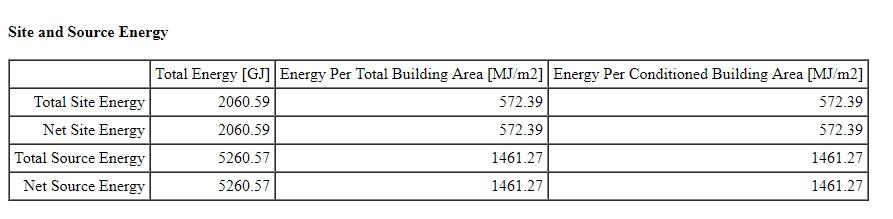 Site and Source Energy
Total Energy [GJ] Energy Per Total Building Area [MJ/m2] Energy Per Conditioned Building Area [MJ/m2]
Total Site Energy 2060.59 572.39 572.39
Net Site Energy 2060.59 572.39 572.39
Total Source Energy 5260.57 1461.27 1461.27
Net Source Energy 5260.57 1461.27 1461.27